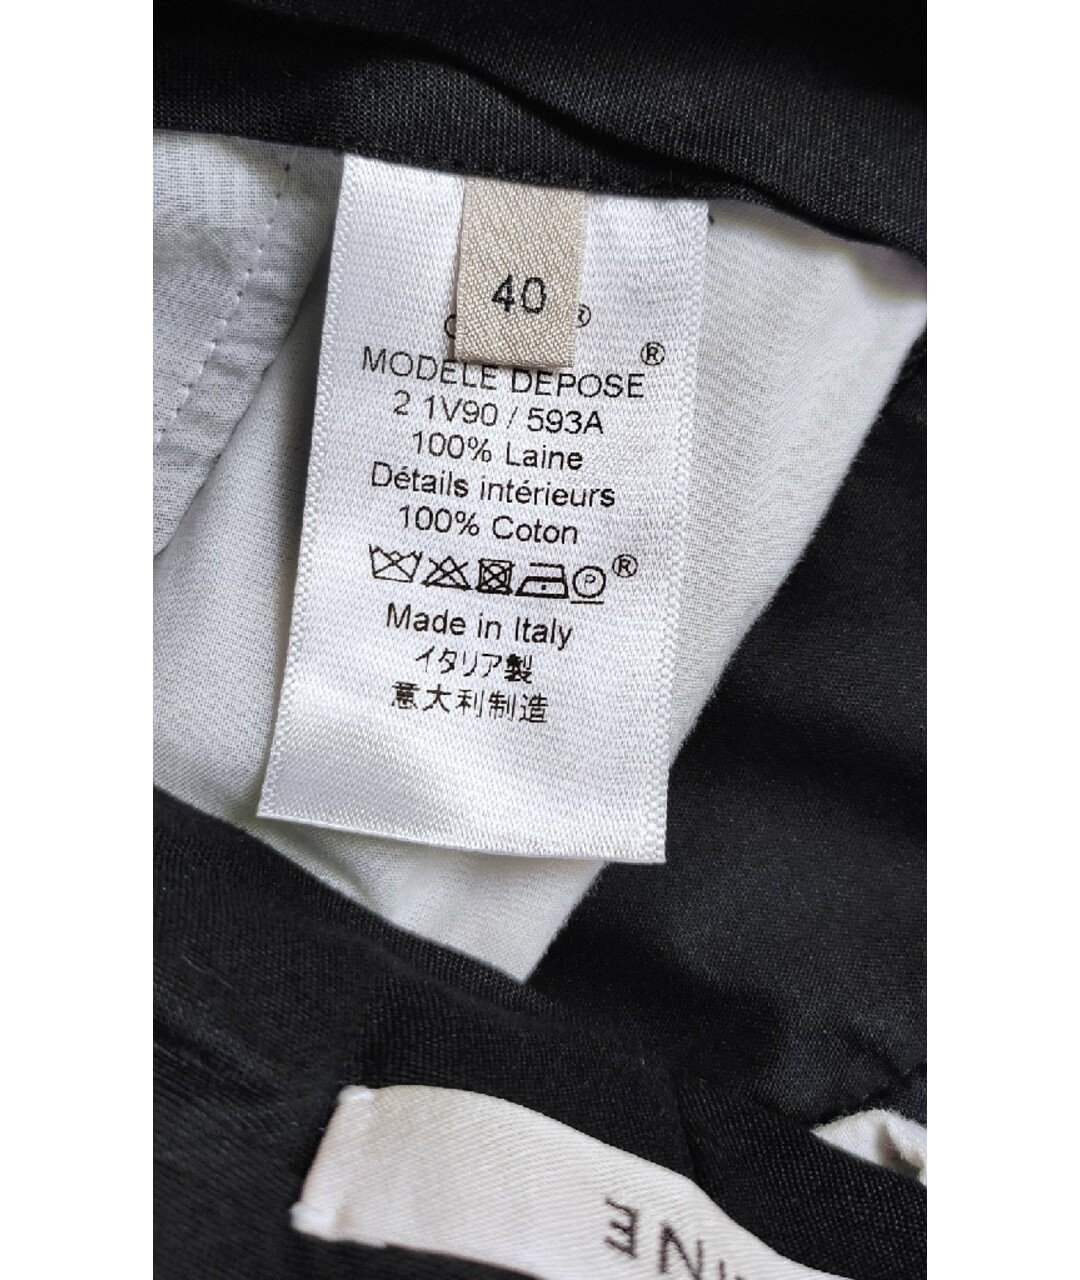 40
®
MODELE DEPOSE ®
2 1V90 / 593A
100% Laine
Détails intérieurs
100% Coton
P ®
Made in Italy
イタリア製
意大利制造
INE